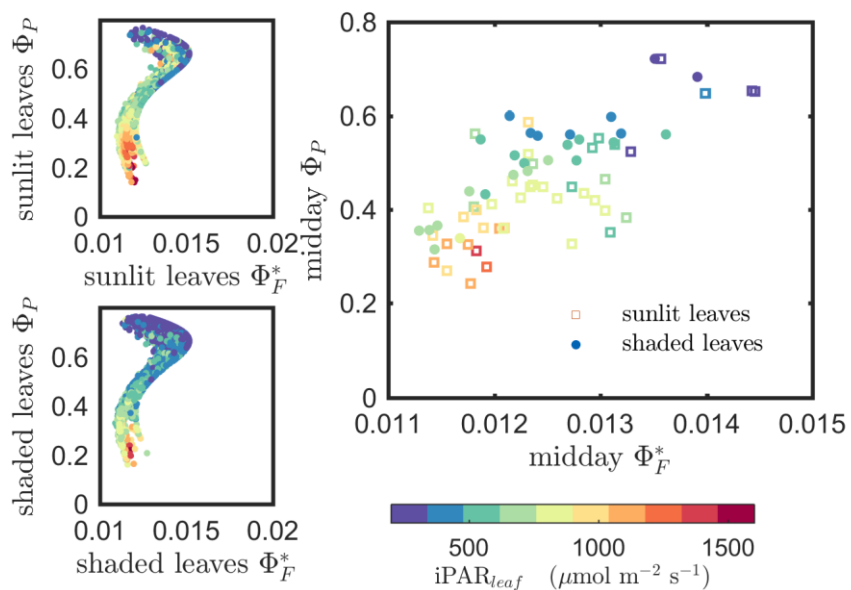 sunlit leaves Φ_P
0.6
0.4
0.2
0
0.01 0.015 0.02
sunlit leaves Φ*_F
shaded leaves Φ_P
0.6
0.4
0.2
0
0.01 0.015 0.02
shaded leaves Φ*_F
midday Φ_P
0.8
0.6
0.4
0.2
0
sunlit leaves
shaded leaves
0.011 0.012 0.013 0.014 0.015
midday Φ*_F
500 1000 1500
iPAR_leaf (μmol m⁻² s⁻¹)